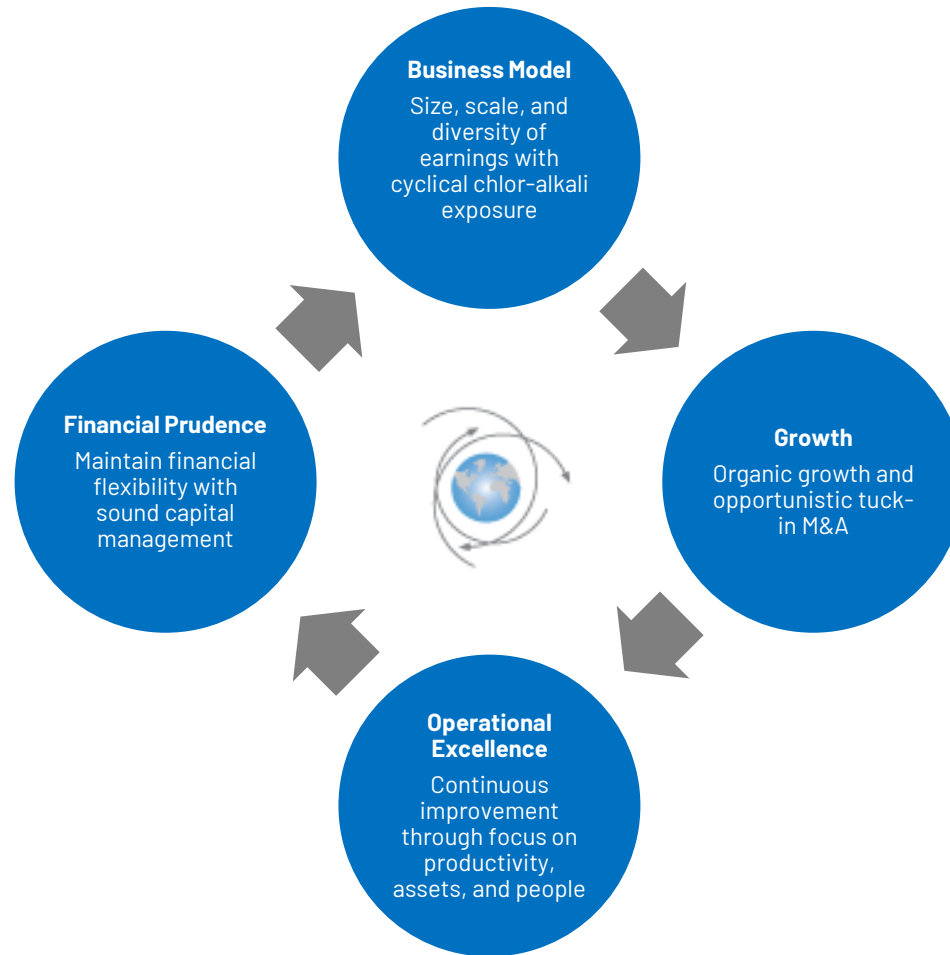 Business Model
Size, scale, and
diversity of
earnings with
cyclical chlor-alkali
exposure
Financial Prudence
Maintain financial
flexibility with
sound capital
management
Growth
Organic growth and
opportunistic tuck-
in M&A
Operational
Excellence
Continuous
improvement
through focus on
productivity,
assets, and people